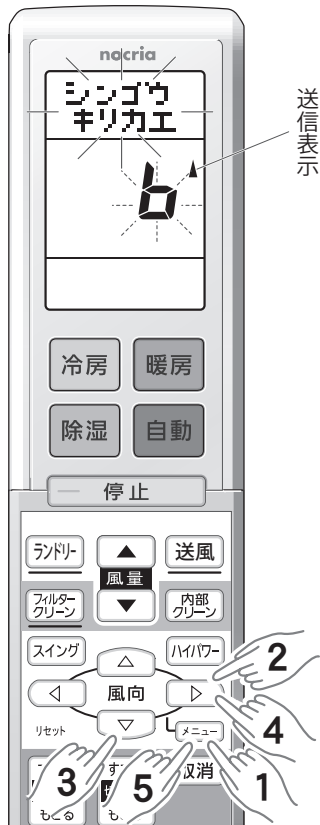 nocria
シンゴウ
キリカエ
b
送信表示
冷房
暖房
除湿
自動
停止
ランドリー
送風
風量
フィルター
クリーン
内部
クリーン
スイング
ハイパワー
2
風向
4
リセット
メニュー
3
5
1
取消
もどる